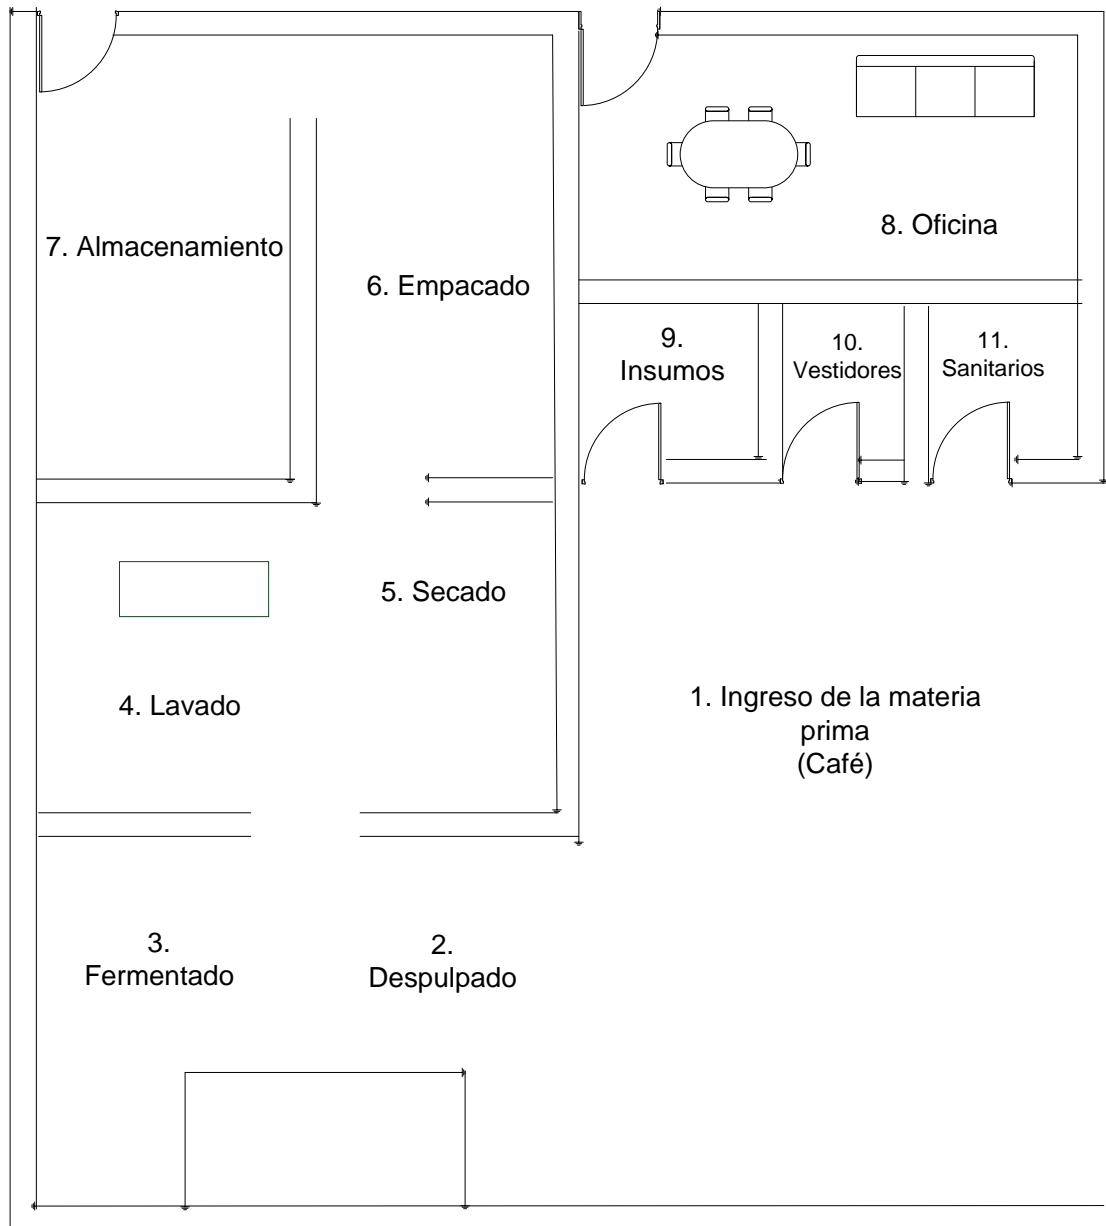 7. Almacenamiento
6. Empacado
8. Oficina
9.
Insumos
10.
Vestidores
11.
Sanitarios
5. Secado
4. Lavado
1. Ingreso de la materia
prima
(Café)
3.
Fermentado
2.
Despulpado